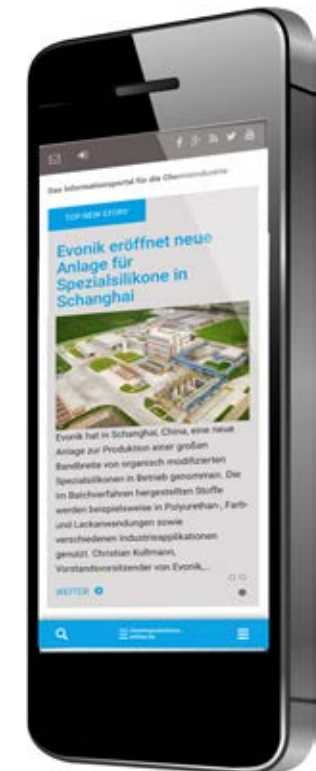 Das Informationsportal für die Chemieindustrie
TOP NEW STORY
Evonik eröffnet neue
Anlage für
Spezialsilikone in
Schanghai
Evonik hat in Schanghai, China, eine neue
Anlage zur Produktion einer großen
Bandbreite von organisch modifizierten
Spezialsilikonen in Betrieb genommen. Die
im Batchverfahren hergestellten Stoffe
werden beispielsweise in Polyurethan-, Farb-
und Lackanwendungen sowie
verschiedenen Industrieapplikationen
genutzt. Christian Kullmann,
Vorstandsvorsitzender von Evonik,...
WEITER